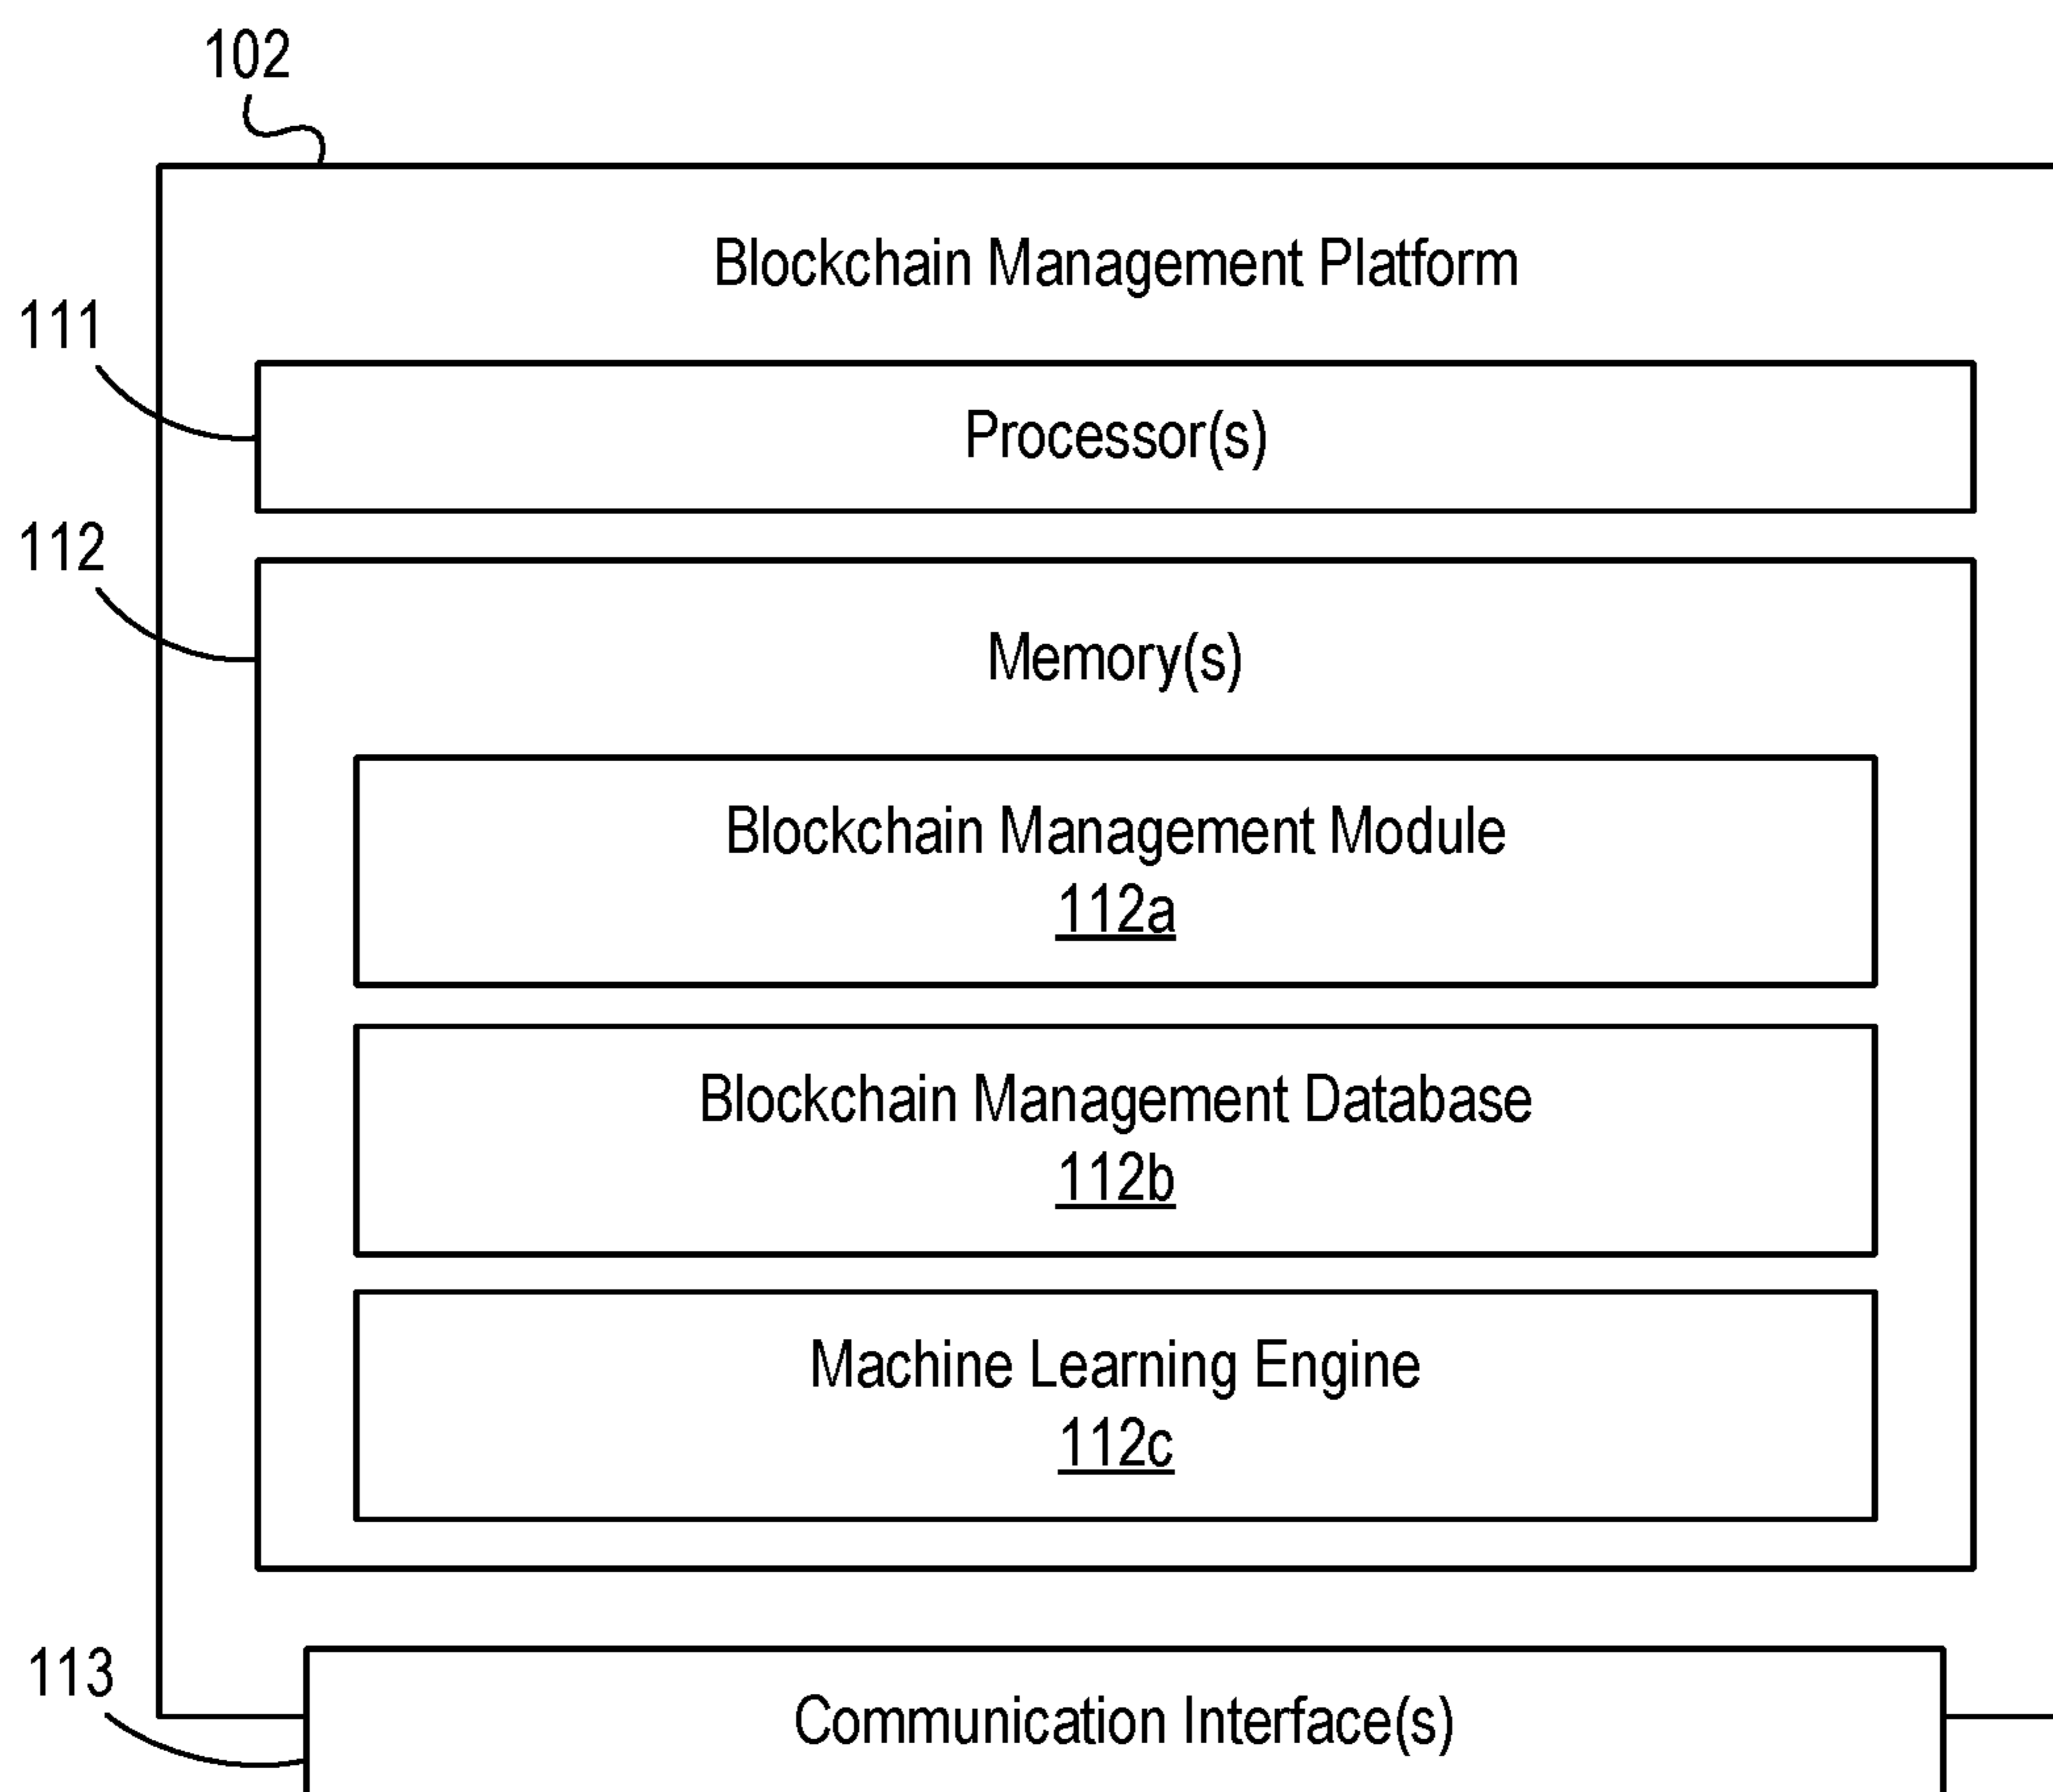 102
Blockchain Management Platform
111
Processor(s)
112
Memory(s)
Blockchain Management Module
112a
Blockchain Management Database
112b
Machine Learning Engine
112c
113
Communication Interface(s)